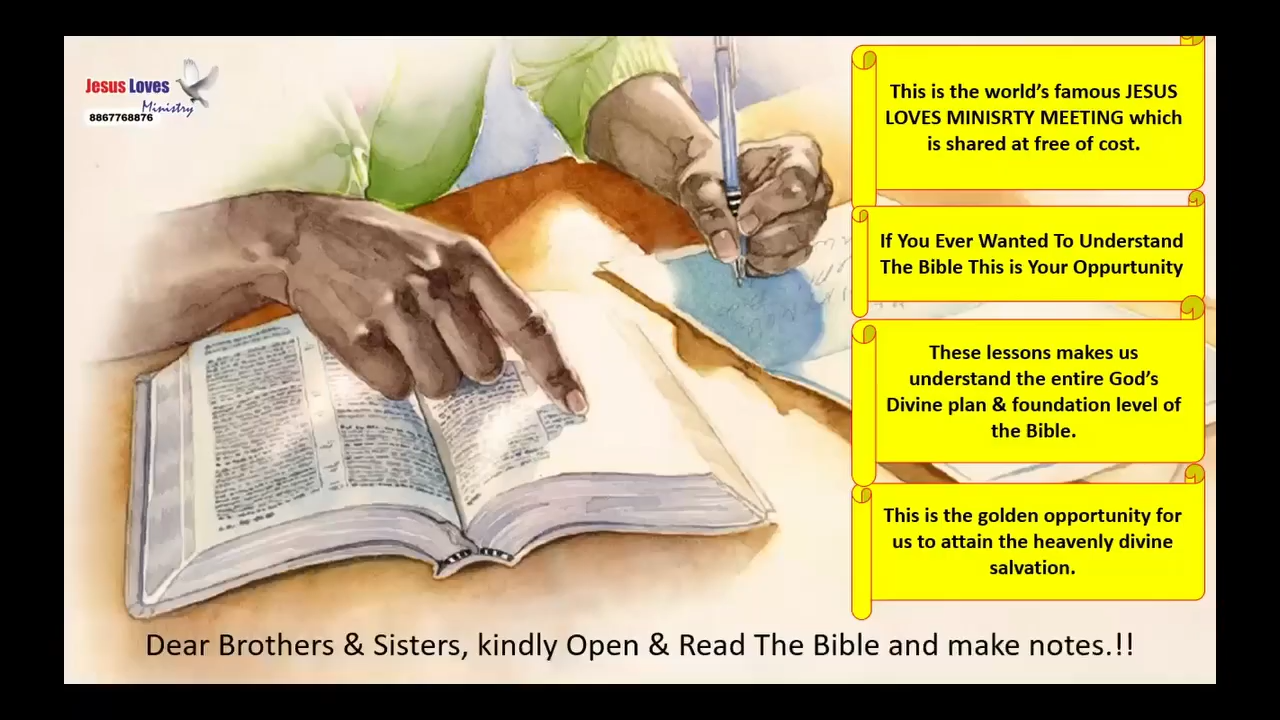 Jesus Loves
Ministry
8867768876
This is the world’s famous JESUS
LOVES MINISRTY MEETING which
is shared at free of cost.
If You Ever Wanted To Understand
The Bible This is Your Oppurtunity
These lessons makes us
understand the entire God’s
Divine plan & foundation level of
the Bible.
This is the golden opportunity for
us to attain the heavenly divine
salvation.
Dear Brothers & Sisters, kindly Open & Read The Bible and make notes.!!